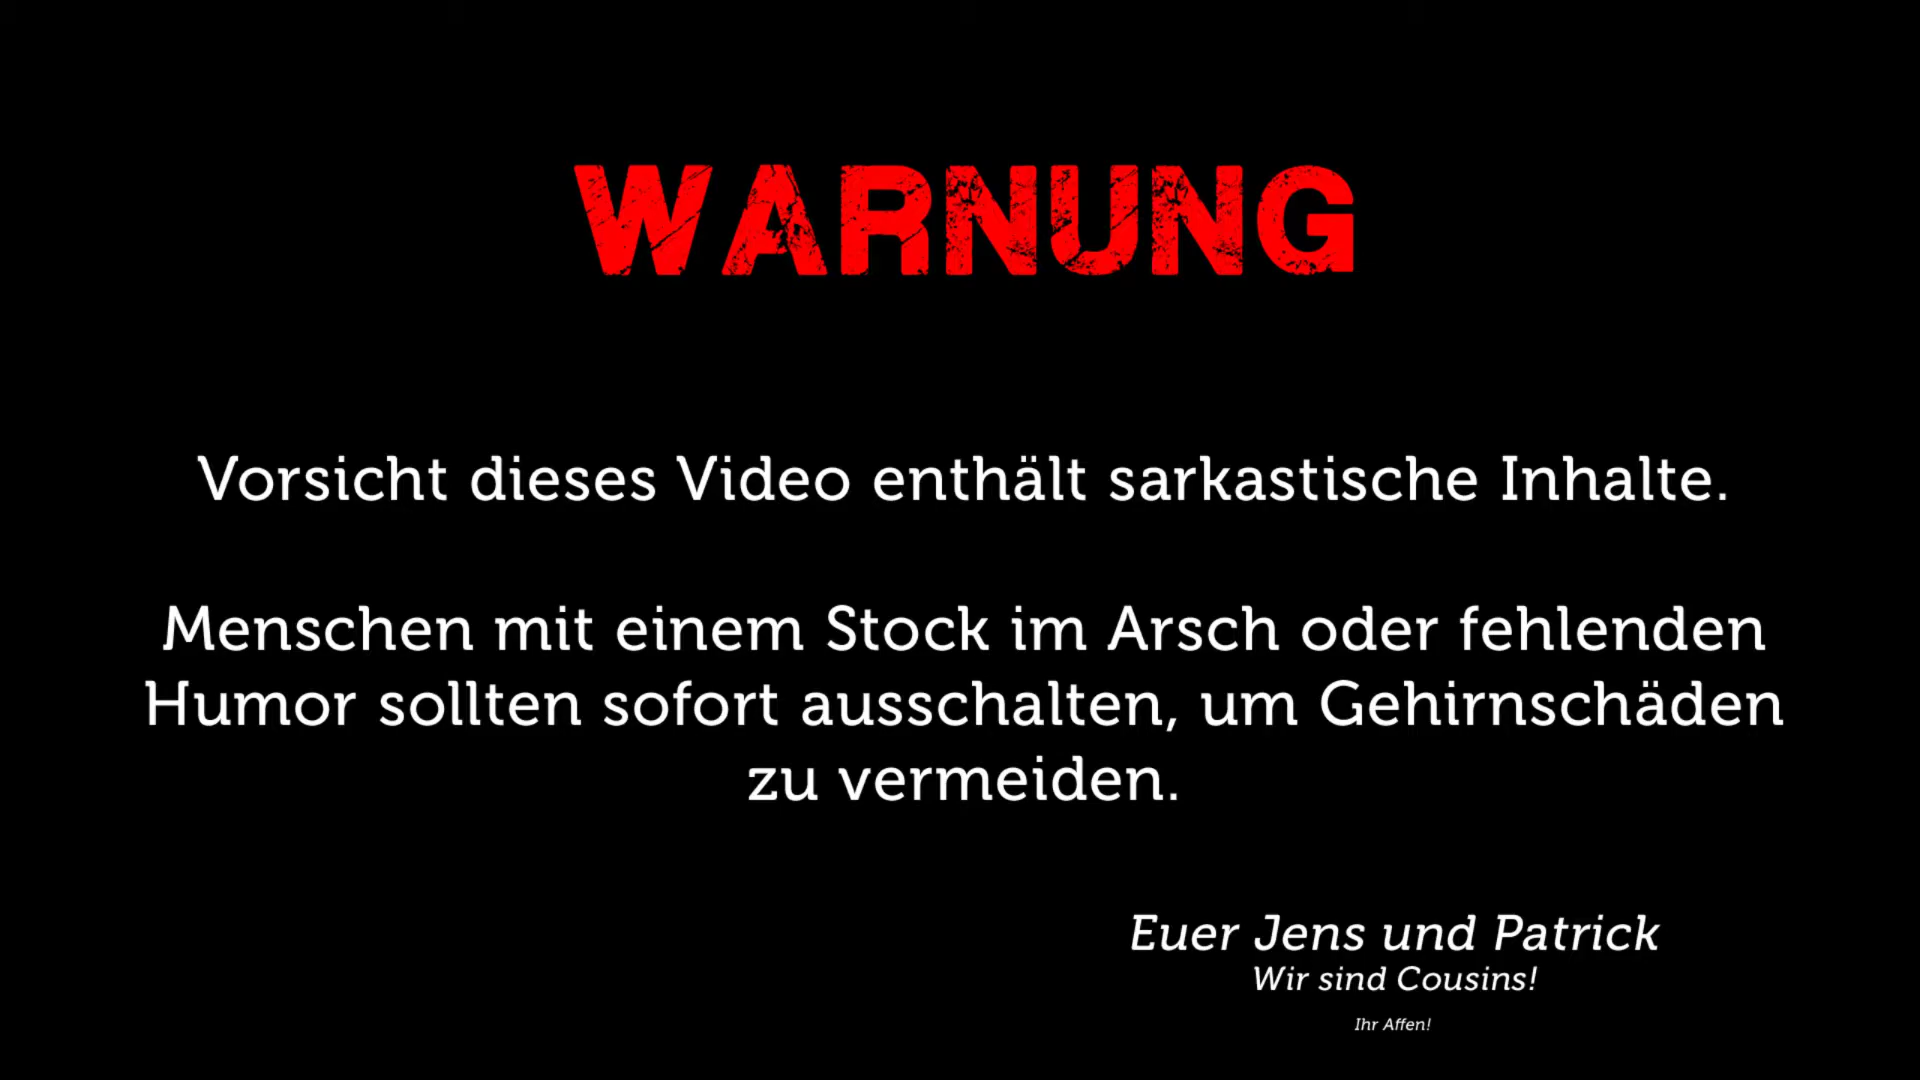 WARNUNG
Vorsicht dieses Video enthält sarkastische Inhalte.
Menschen mit einem Stock im Arsch oder fehlenden
Humor sollten sofort ausschalten, um Gehirnschäden
zu vermeiden.
Euer Jens und Patrick
Wir sind Cousins!
Ihr Affen!